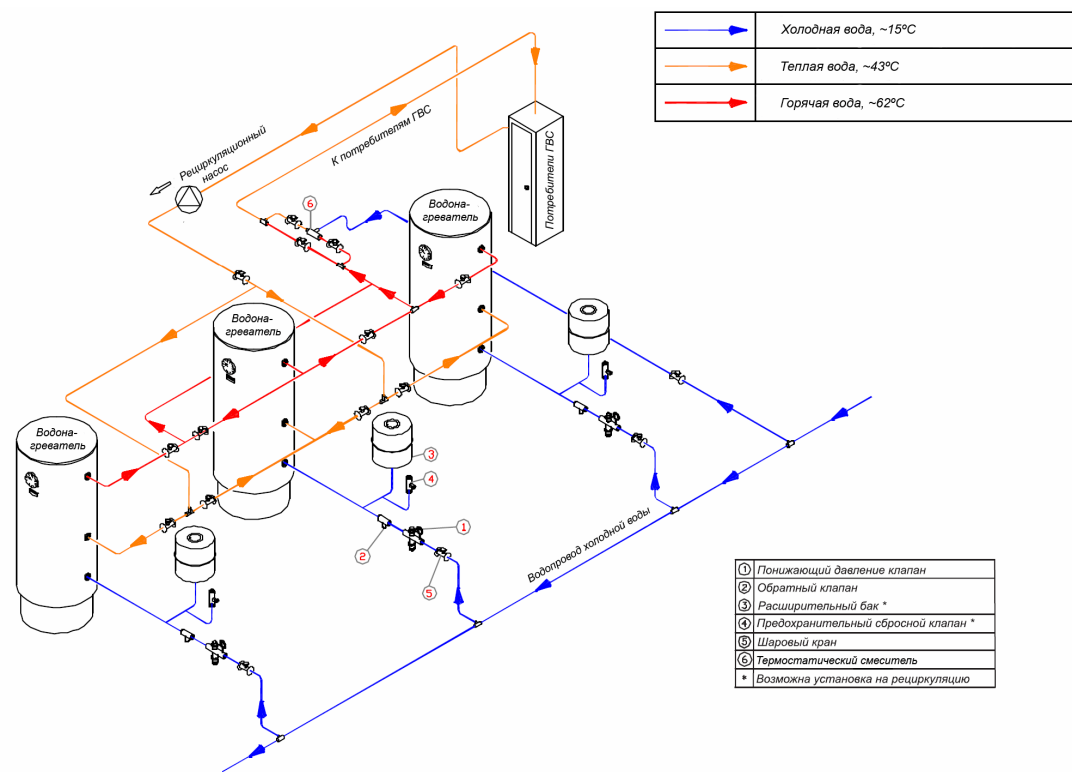 Холодная вода, ~15ºC
Теплая вода, ~43ºC
Горячая вода, ~62ºC
Рециркуляционный
насос
К потребителям ГВС
Потребители ГВС
6
Водона-
греватель
Водона-
греватель
Водона-
греватель
3
4
1
2
5
Водопровод холодной воды
1 Понижающий давление клапан
2 Обратный клапан
3 Расширительный бак *
4 Предохранительный сбросной клапан *
5 Шаровый кран
6 Термостатический смеситель
* Возможна установка на рециркуляцию